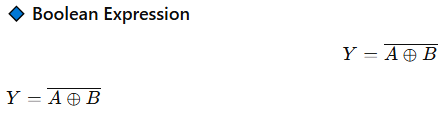 Boolean Expression
Y = \overline{A ⊕ B}
Y = \overline{A ⊕ B}